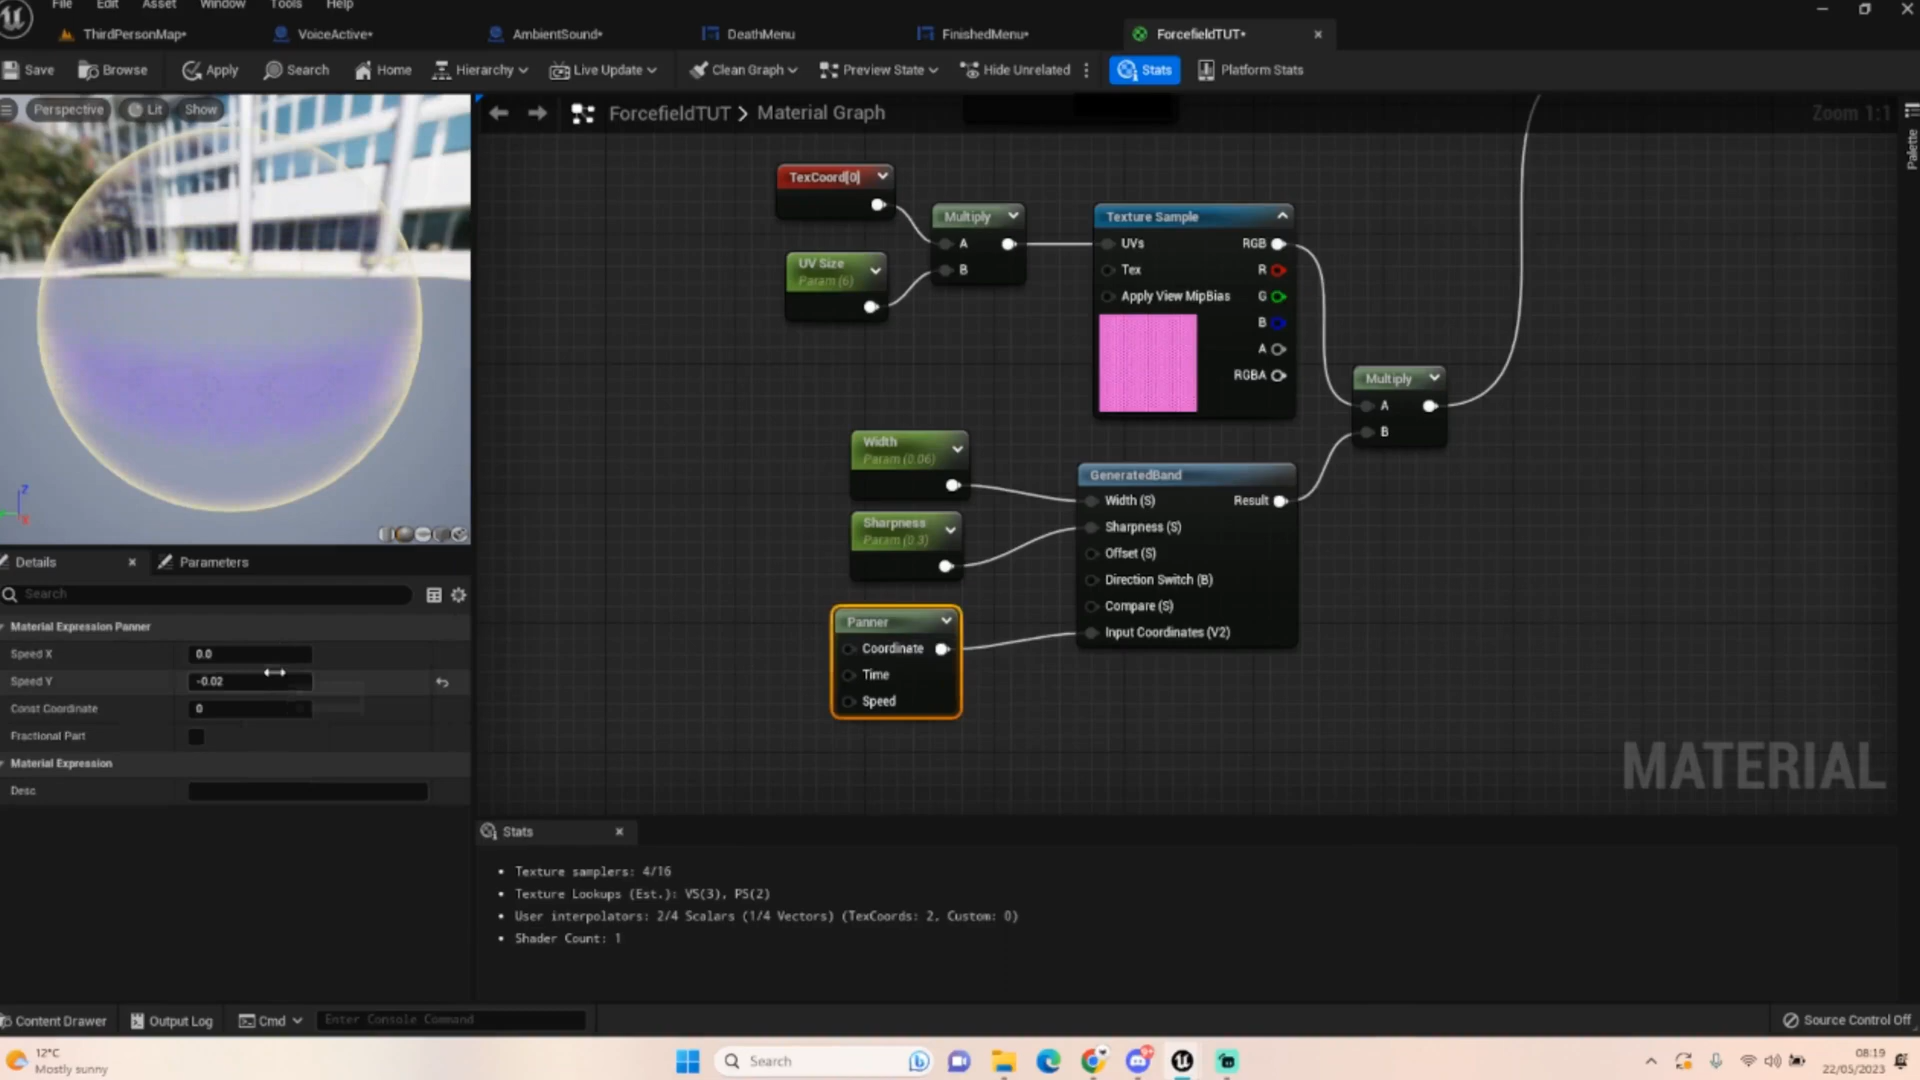 File Edit Asset Window Tools Help
ThirdPersonMap• VoiceActive• AmbientSound• DeathMenu FinishedMenu• ForcefieldTUT•
Save Browse Apply Search Home Hierarchy Live Update Clean Graph Preview State Hide Unrelated Stats Platform Stats
Perspective Lit Show
ForcefieldTUT > Material Graph
Zoom 1:1
Palette
TexCoord[0]
UV Size
Param (6)
Multiply
A
B
Texture Sample
UVs RGB
Tex R
Apply View MipBias G
B
A
RGBA
Multiply
A
B
Width
Param (0.06)
Sharpness
Param (0.3)
GeneratedBand
Width (S) Result
Sharpness (S)
Offset (S)
Direction Switch (B)
Compare (S)
Input Coordinates (V2)
Panner
Coordinate
Time
Speed
MATERIAL
Z
X
Details Parameters
Search
Material Expression Panner
Speed X 0.0
Speed Y -0.02
Const Coordinate 0
Fractional Part
Material Expression
Desc
Stats
• Texture samplers: 4/16
• Texture Lookups (Est.): VS(3), PS(2)
• User interpolators: 2/4 Scalars (1/4 Vectors) (TexCoords: 2, Custom: 0)
• Shader Count: 1
Content Drawer Output Log Cmd Enter Console Command Source Control Off
12°C
Mostly sunny
Search
08:19
22/05/2023